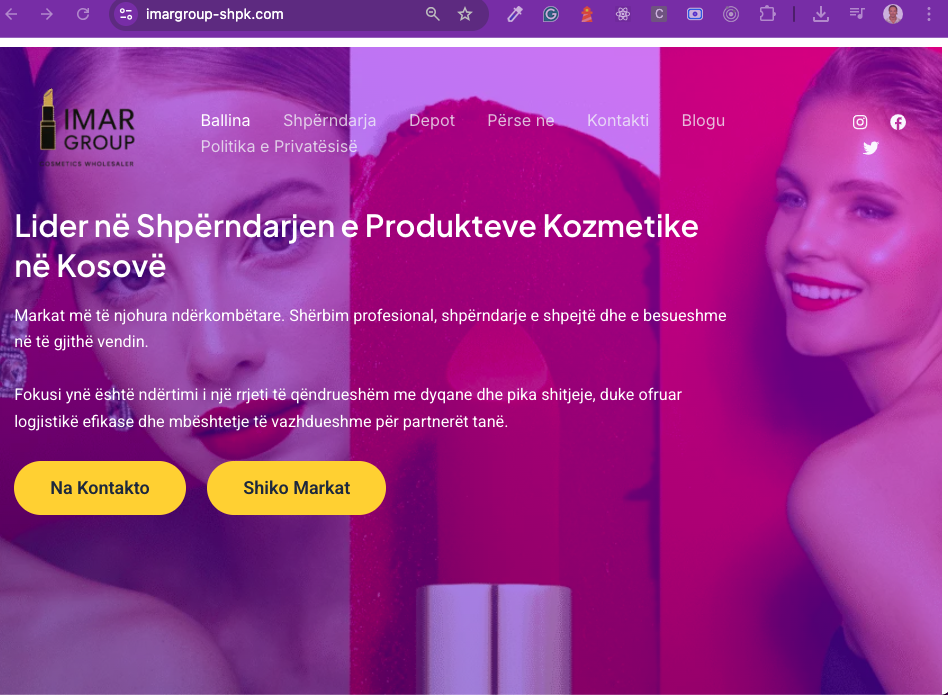 imargroup-shpk.com
C
IMAR
GROUP
COSMETICS WHOLESALER
Ballina Shpërndarja Depot Përse ne Kontakti Blogu
Politika e Privatësisë
Lider në Shpërndarjen e Produkteve Kozmetike
në Kosovë
Markat më të njohura ndërkombëtare. Shërbim profesional, shpërndarje e shpejtë dhe e besueshme
në të gjithë vendin.
Fokusi ynë është ndërtimi i një rrjeti të qëndrueshëm me dyqane dhe pika shitjeje, duke ofruar
logjistikë efikase dhe mbështetje të vazhdueshme për partnerët tanë.
Na Kontakto Shiko Markat